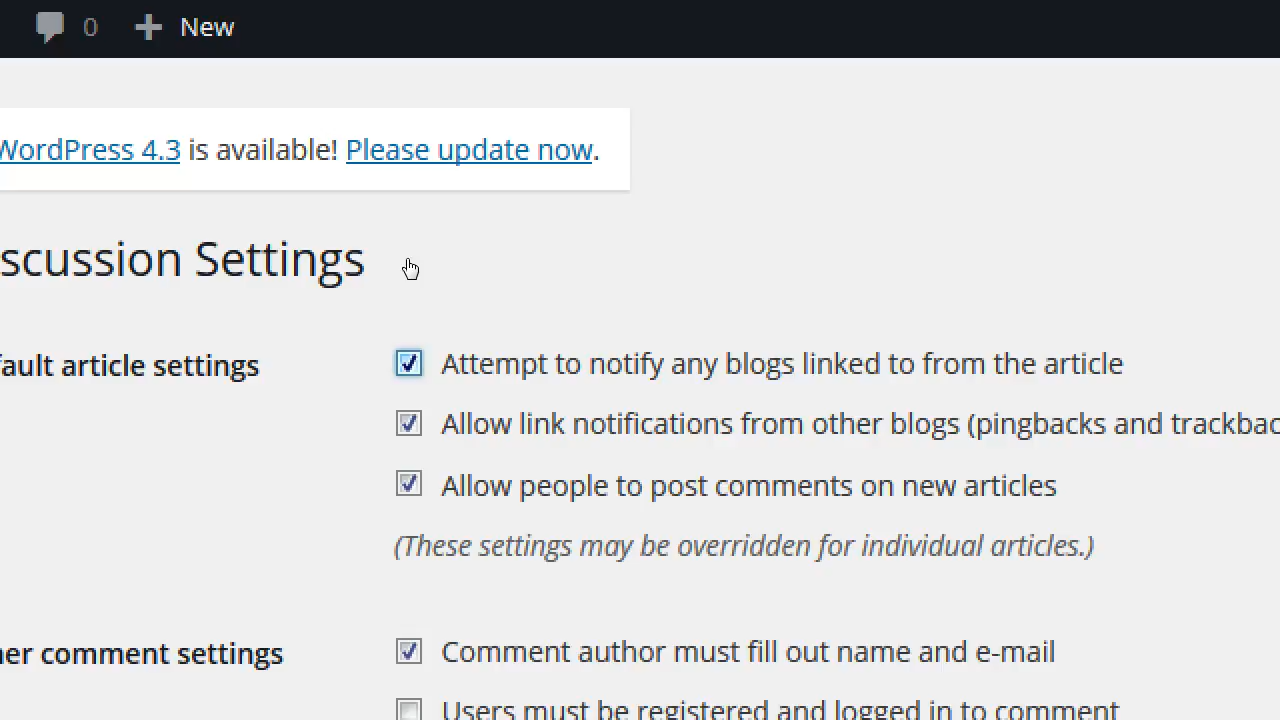 0 New
WordPress 4.3 is available! Please update now.
scussion Settings
fault article settings
Attempt to notify any blogs linked to from the article
Allow link notifications from other blogs (pingbacks and trackbac
Allow people to post comments on new articles
(These settings may be overridden for individual articles.)
her comment settings
Comment author must fill out name and e-mail
Users must be registered and logged in to comment